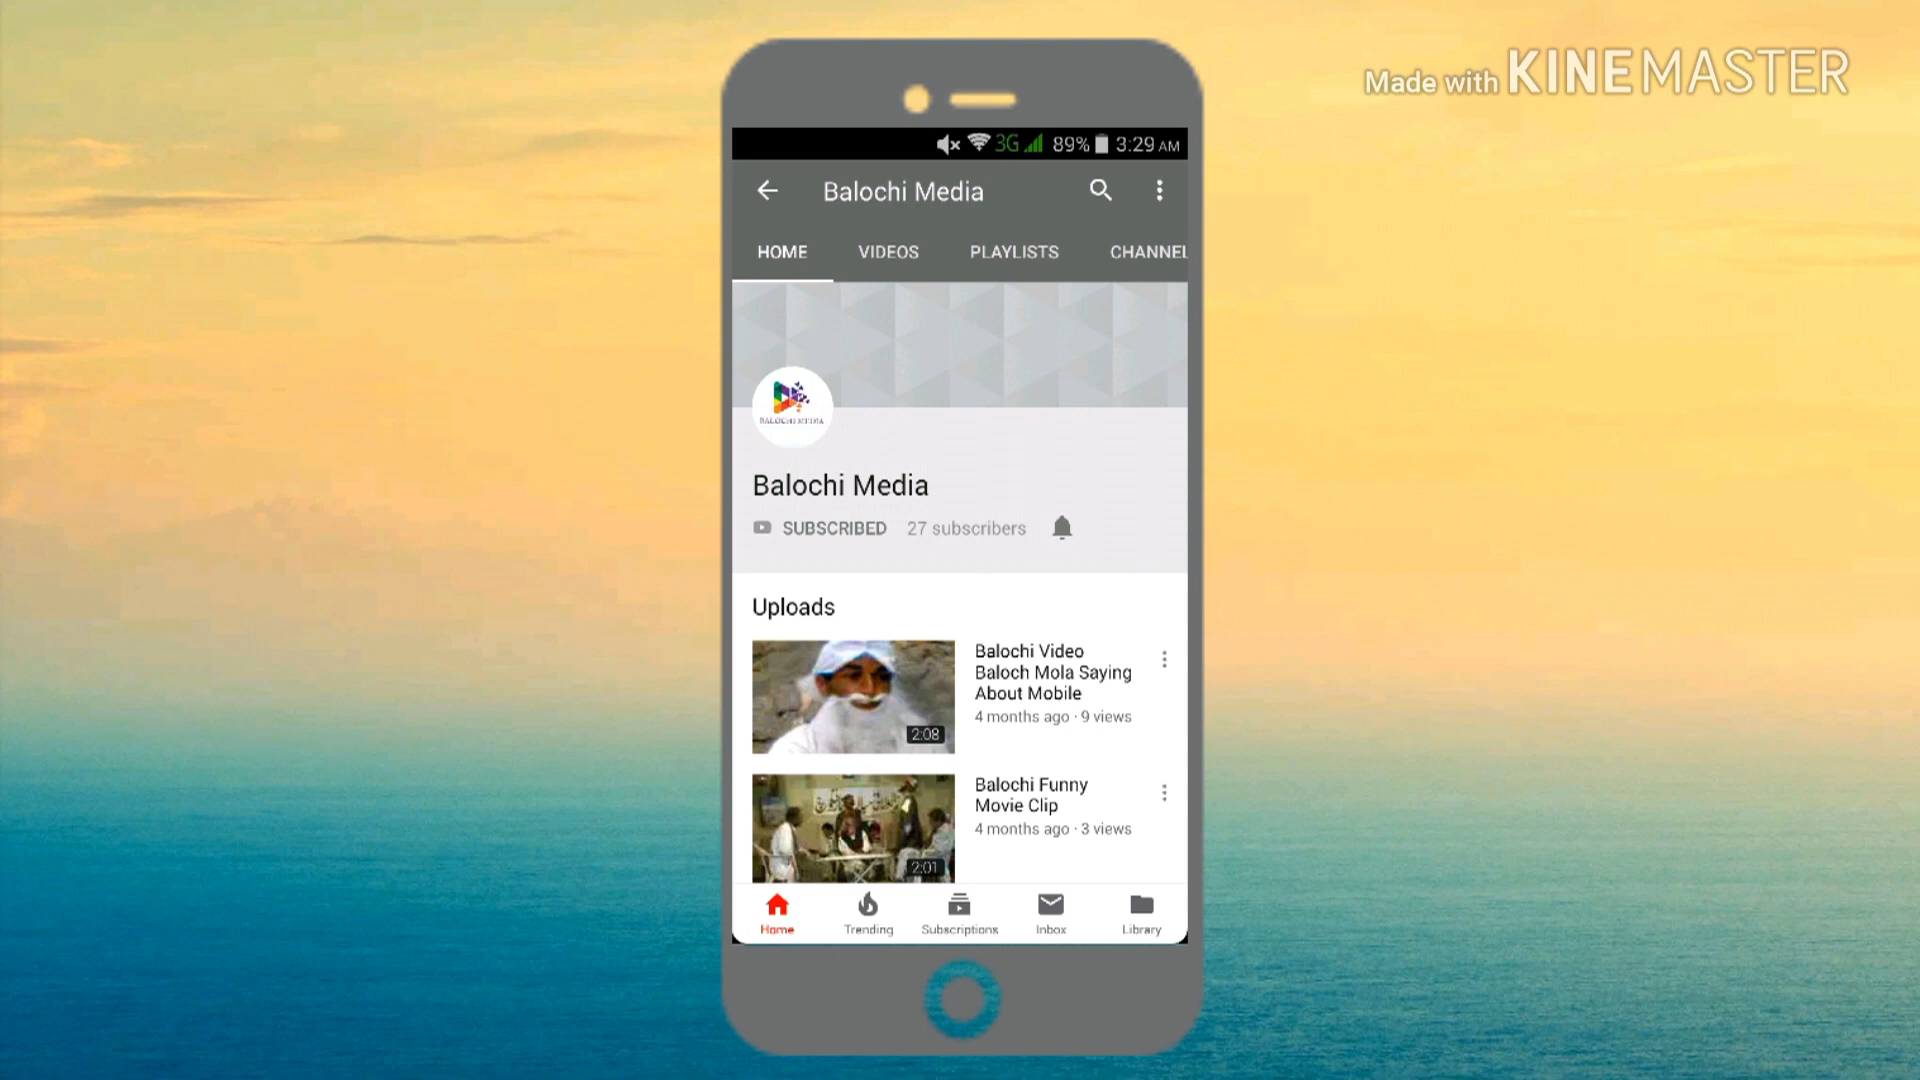 Made with KINEMASTER
3G 89% 3:29 AM
Balochi Media
HOME VIDEOS PLAYLISTS CHANNEL
BALOCHI MEDIA
Balochi Media
SUBSCRIBED 27 subscribers
Uploads
Balochi Video
Baloch Mola Saying
About Mobile
4 months ago · 9 views
2:08
Balochi Funny
Movie Clip
4 months ago · 3 views
2:01
Home Trending Subscriptions Inbox Library